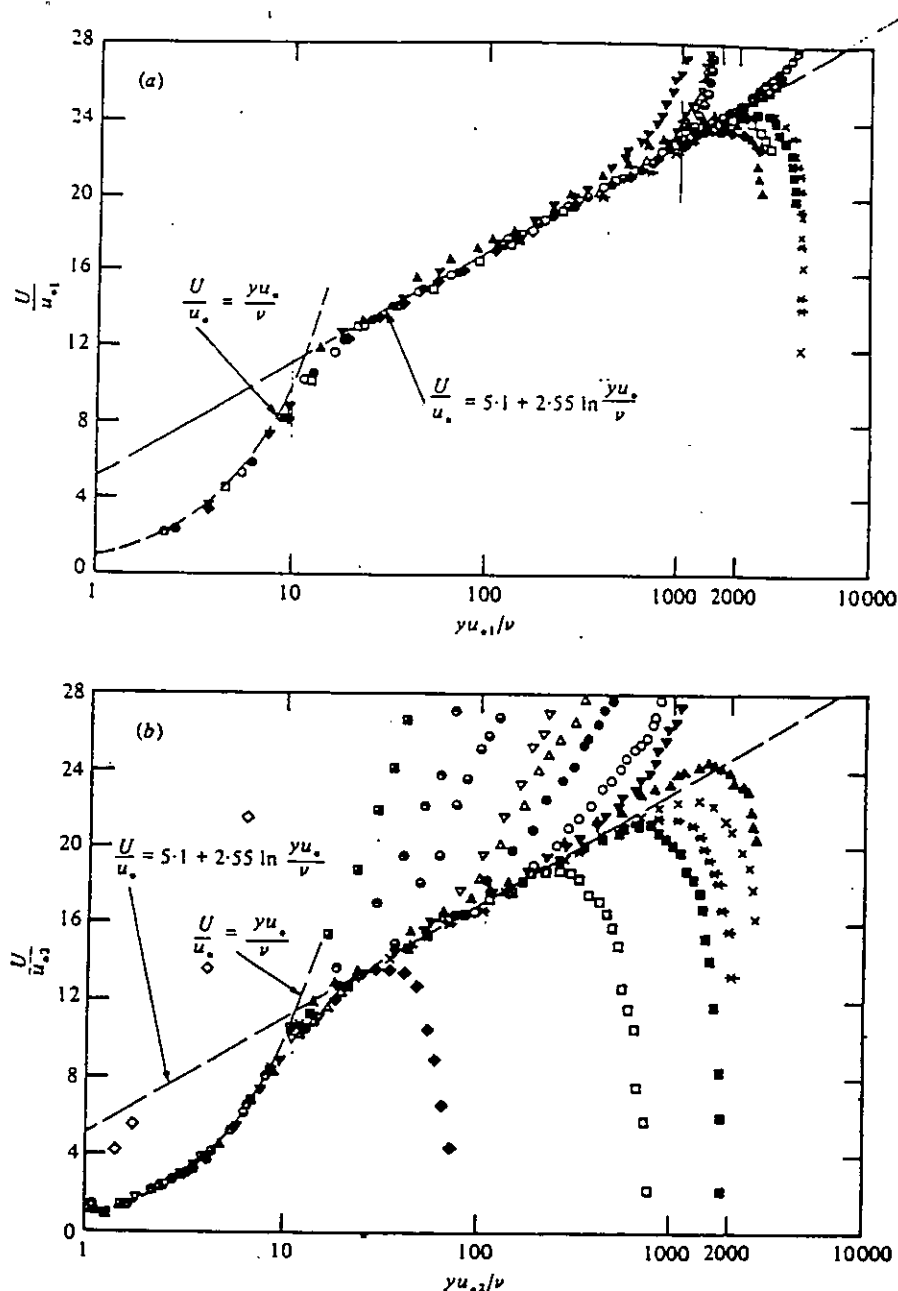 28
(a)
24
20
16
U/u*1
12
8
4
0
U/u* = yu*/ν
U/u* = 5·1 + 2·55 ln yu*/ν
1
10
100
1000
2000
10000
yu*1/ν
28
(b)
24
20
16
U/u*2
12
8
4
0
U/u* = 5·1 + 2·55 ln yu*/ν
U/u* = yu*/ν
1
10
100
1000
2000
10000
yu*2/ν